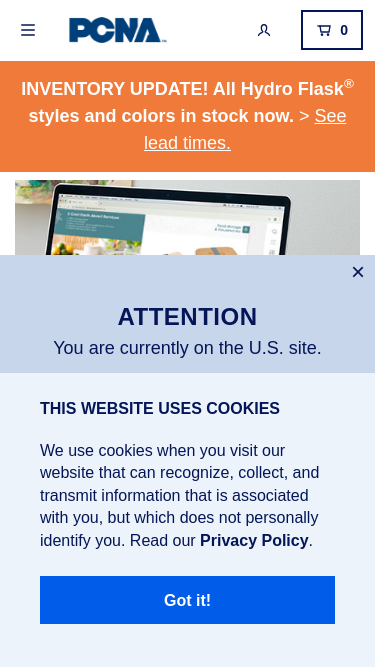 PCNA
0
INVENTORY UPDATE! All Hydro Flask®
styles and colors in stock now. > See
lead times.
ATTENTION
You are currently on the U.S. site.
THIS WEBSITE USES COOKIES
We use cookies when you visit our
website that can recognize, collect, and
transmit information that is associated
with you, but which does not personally
identify you. Read our Privacy Policy.
Got it!